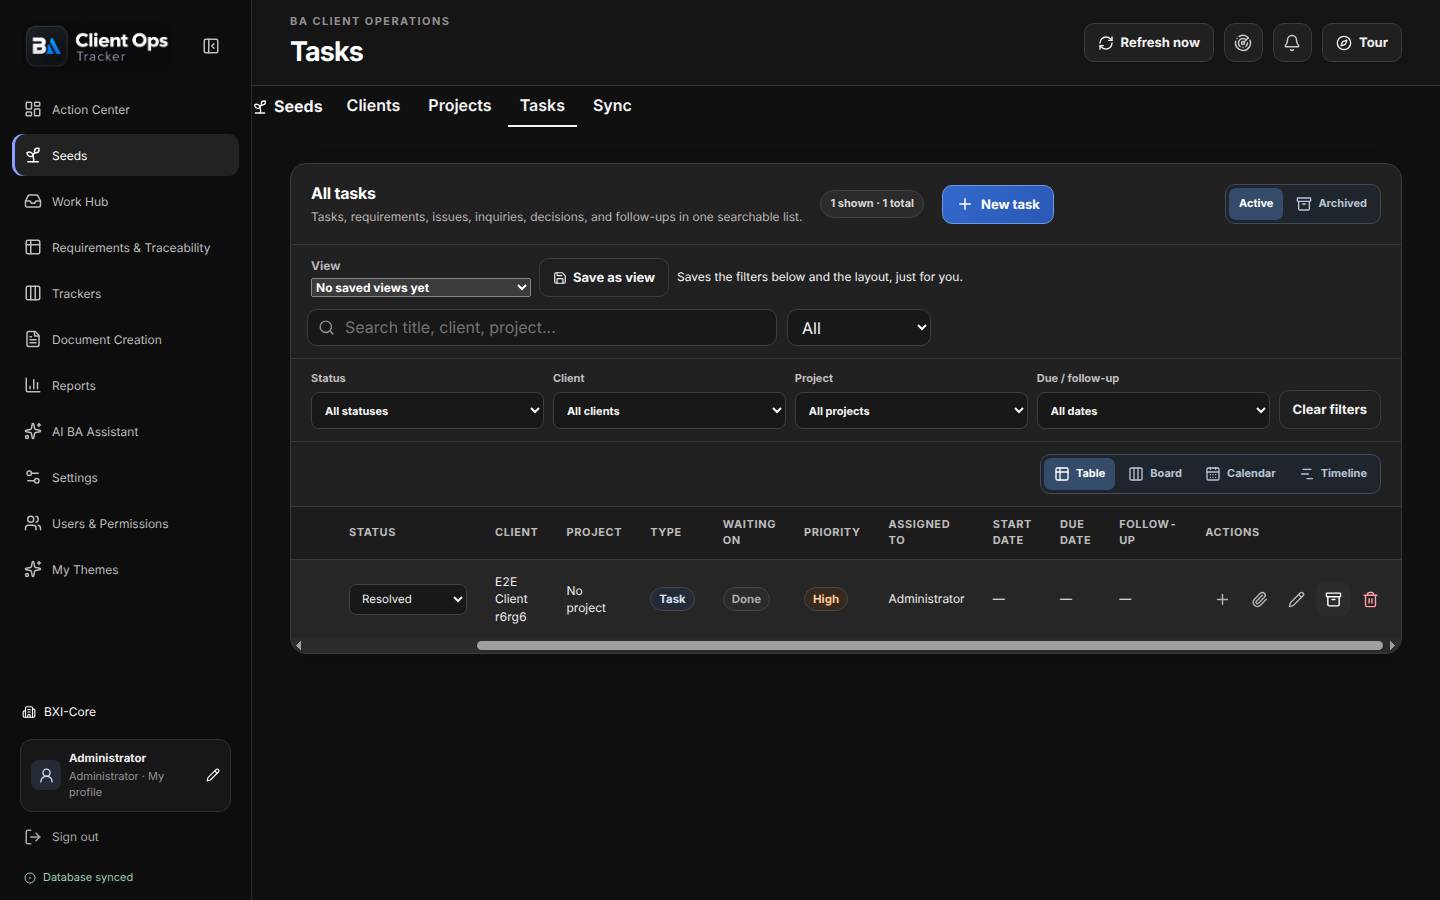 BA Client Ops
Tracker
Action Center
Seeds
Work Hub
Requirements & Traceability
Trackers
Document Creation
Reports
AI BA Assistant
Settings
Users & Permissions
My Themes
BXI-Core
Administrator
Administrator · My
profile
Sign out
Database synced
BA CLIENT OPERATIONS
Tasks
Refresh now
Tour
Seeds Clients Projects Tasks Sync
All tasks
Tasks, requirements, issues, inquiries, decisions, and follow-ups in one searchable list.
1 shown · 1 total
New task
Active Archived
View
No saved views yet
Save as view
Saves the filters below and the layout, just for you.
Search title, client, project...
All
Status Client Project Due / follow-up
All statuses All clients All projects All dates Clear filters
Table Board Calendar Timeline
STATUS CLIENT PROJECT TYPE WAITING ON PRIORITY ASSIGNED TO START DATE DUE DATE FOLLOW-UP ACTIONS
Resolved E2E Client r6rg6 No project Task Done High Administrator — — —